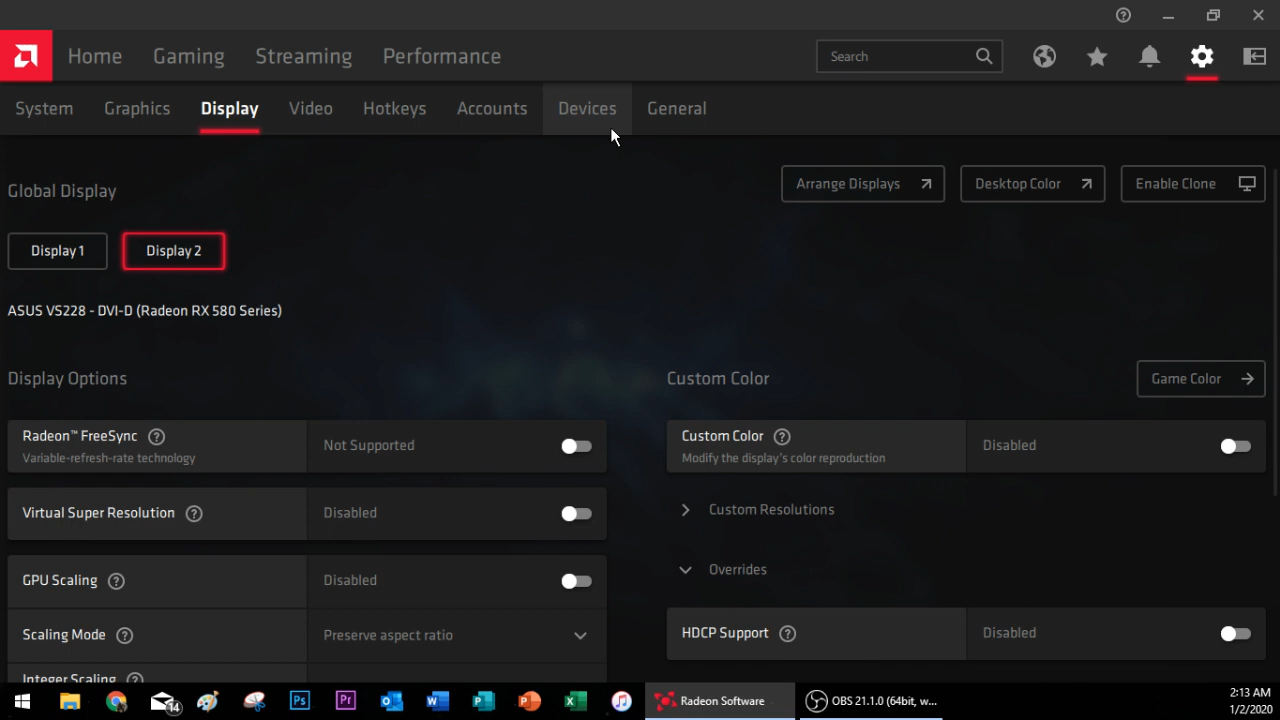 Home Gaming Streaming Performance Search
System Graphics Display Video Hotkeys Accounts Devices General
Global Display Arrange Displays Desktop Color Enable Clone
Display 1 Display 2
ASUS VS228 - DVI-D (Radeon RX 580 Series)
Display Options
Radeon™ FreeSync Not Supported
Variable-refresh-rate technology
Virtual Super Resolution Disabled
GPU Scaling Disabled
Scaling Mode Preserve aspect ratio
Integer Scaling
Custom Color Game Color
Custom Color Disabled
Modify the display's color reproduction
Custom Resolutions
Overrides
HDCP Support Disabled
14 Ps Pr Radeon Software OBS 21.1.0 (64bit, w...
2:13 AM
1/2/2020